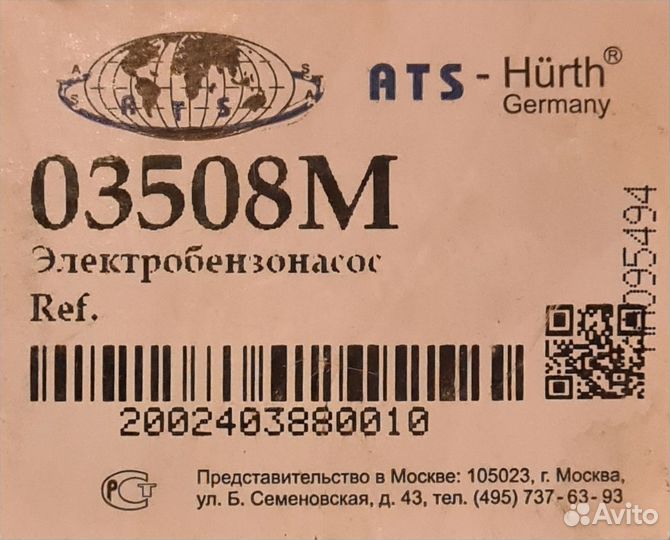 A T S
A S T S A
ATS - Hürth®
Germany
03508M
Электробензонасос
Ref.
2002403880010
РСТ
Представительство в Москве: 105023, г. Москва,
ул. Б. Семеновская, д. 43, тел. (495) 737-63-93
Avito